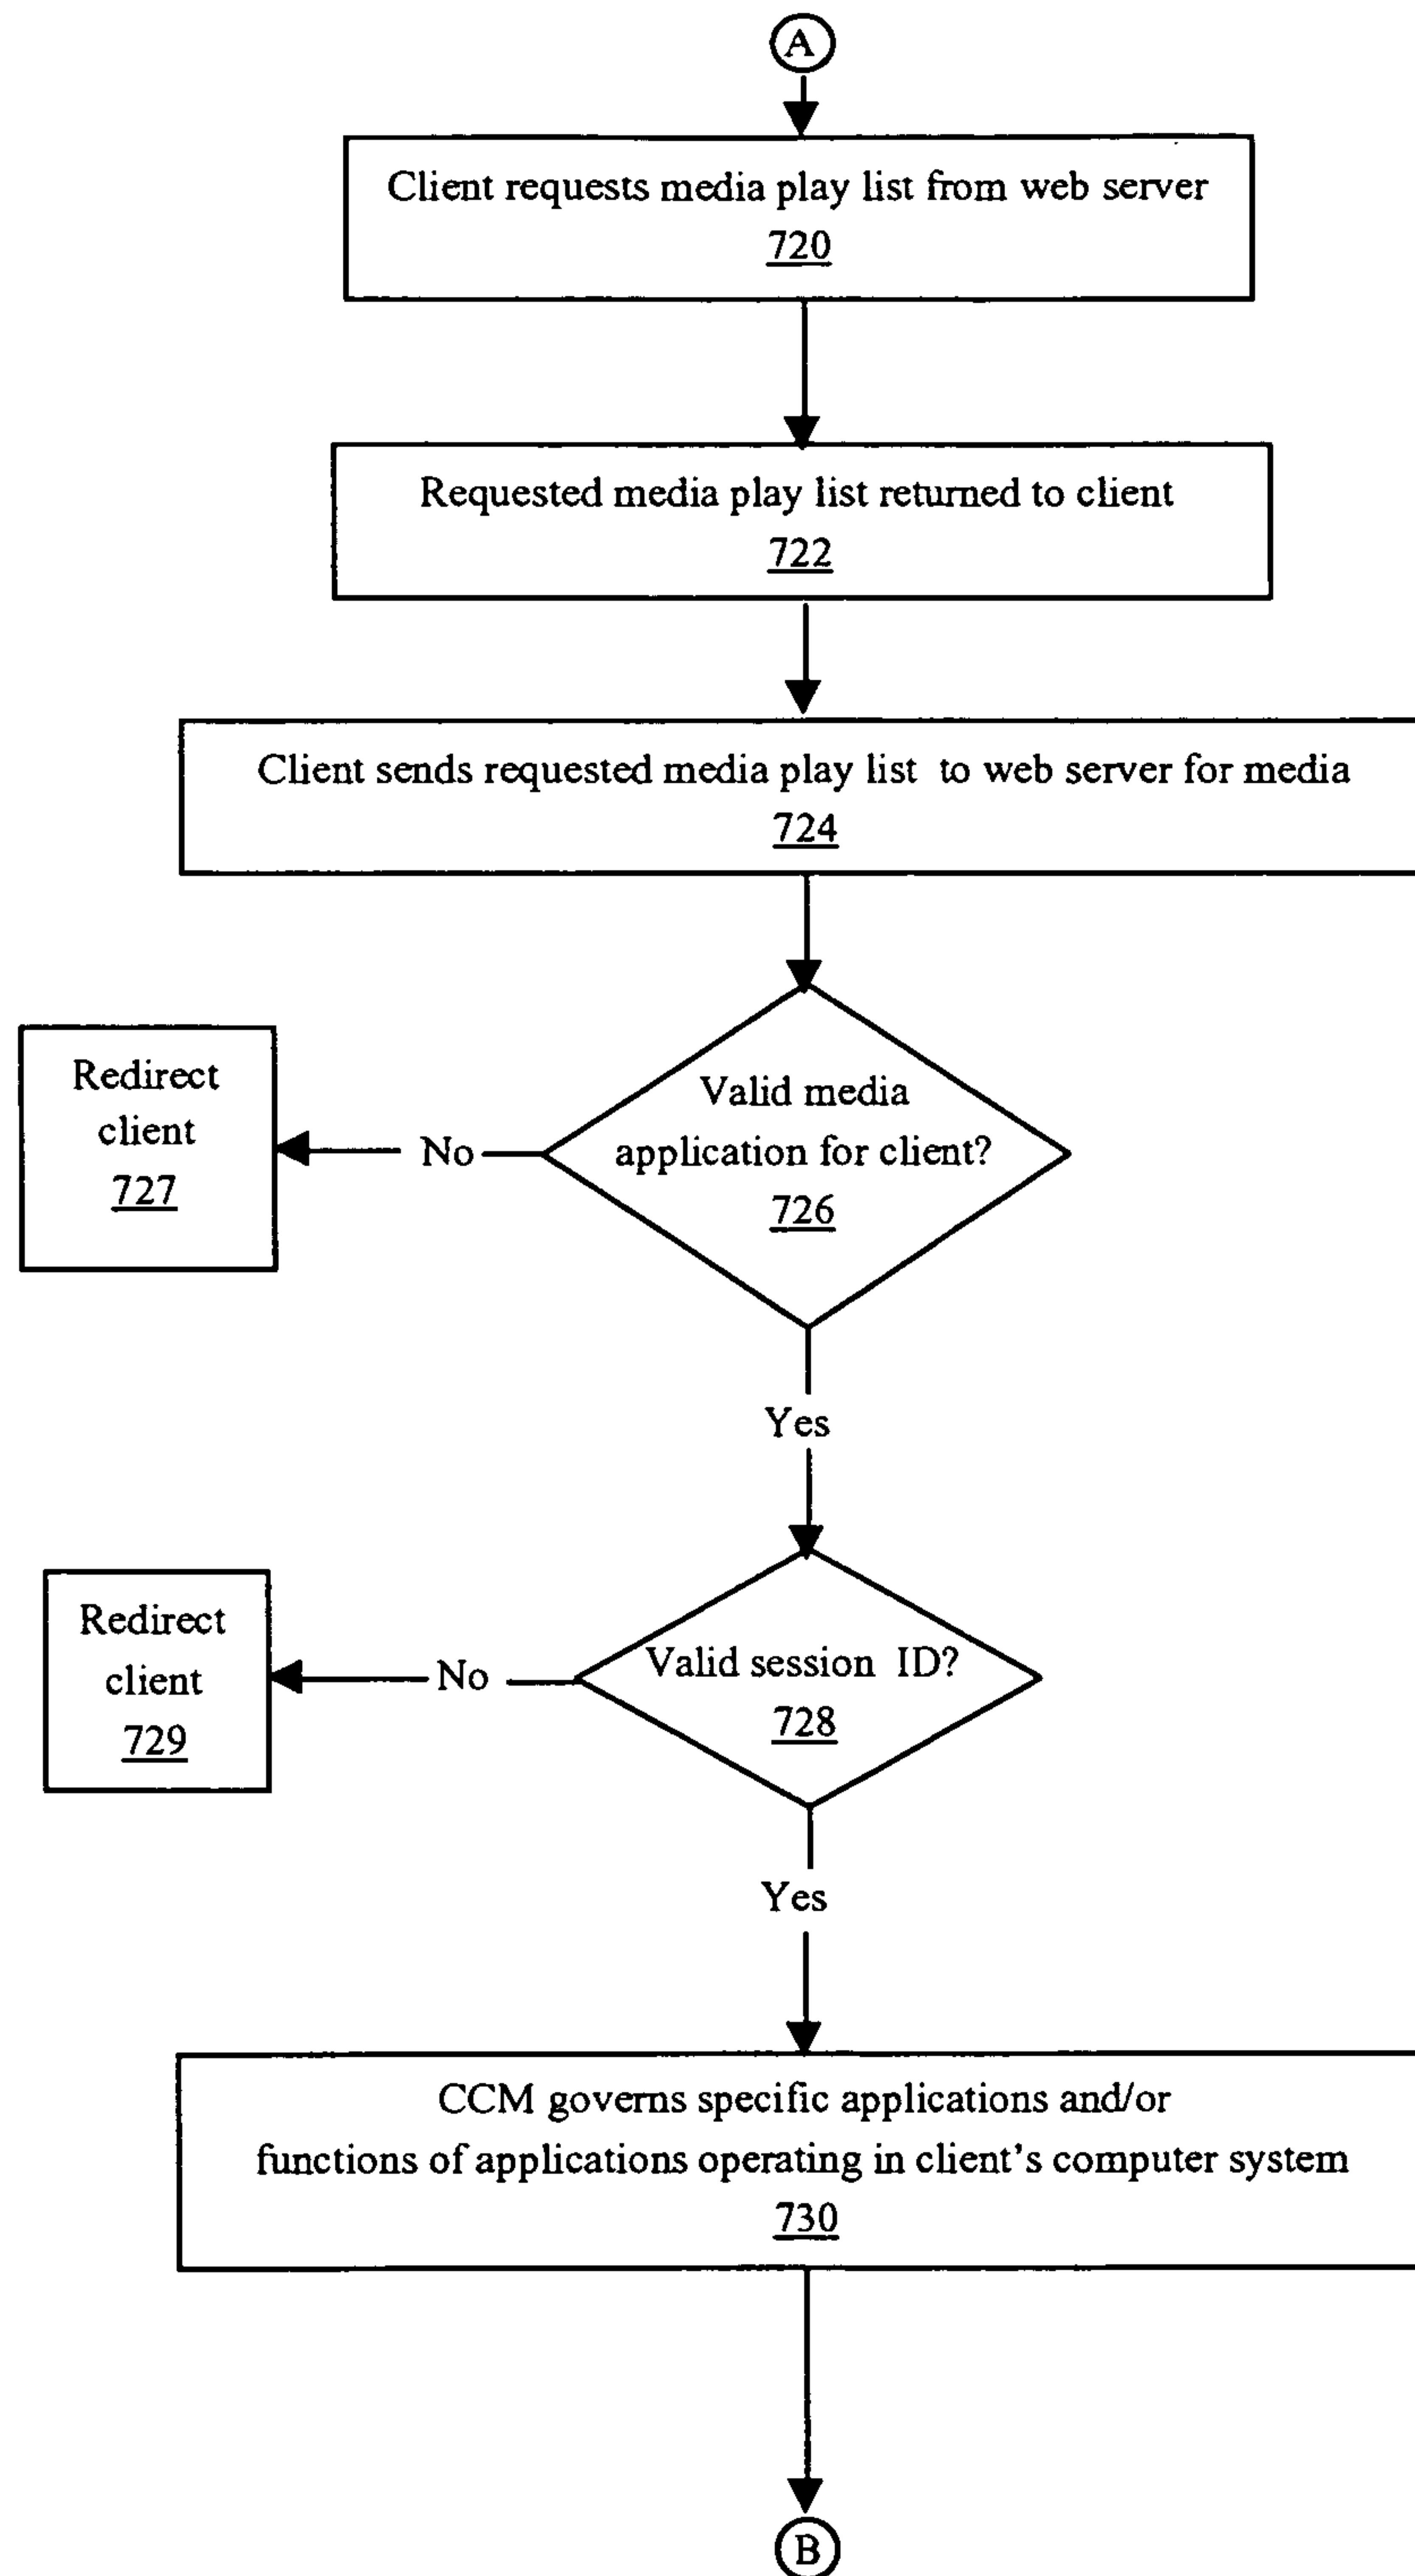 A
Client requests media play list from web server
720
Requested media play list returned to client
722
Client sends requested media play list to web server for media
724
Valid media
application for client?
726
No
Redirect
client
727
Yes
Valid session ID?
728
No
Redirect
client
729
Yes
CCM governs specific applications and/or
functions of applications operating in client's computer system
730
B